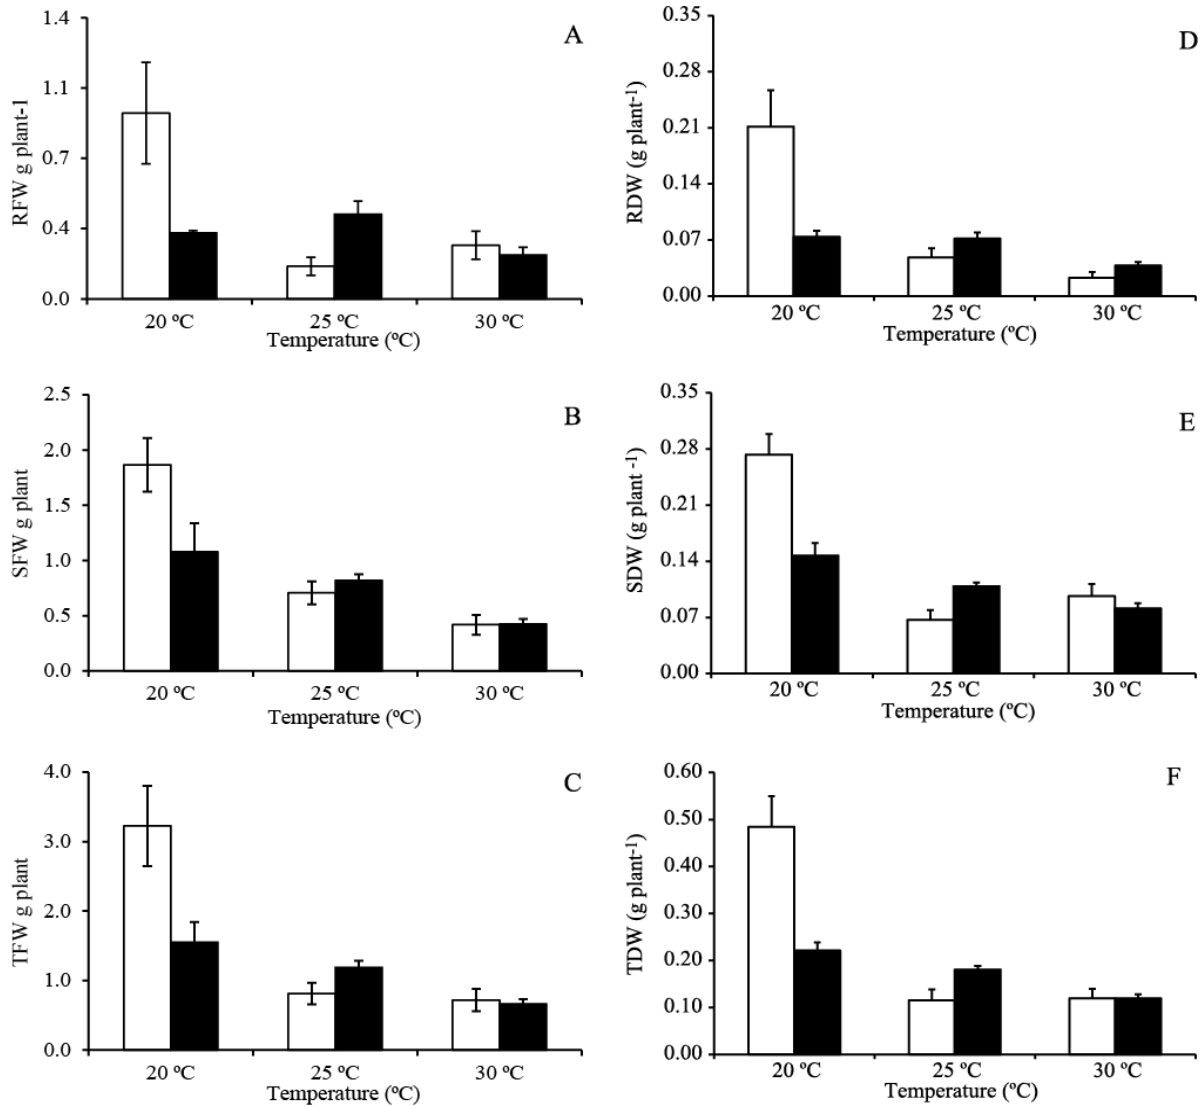 1.4
1.1
0.7
0.4
0.0
RFW g plant-1
A
20 ºC 25 ºC 30 ºC
Temperature (ºC)
0.35
0.28
0.21
0.14
0.07
0.00
RDW (g plant-1)
D
20 ºC 25 ºC 30 ºC
Temperature (ºC)
2.5
2.0
1.5
1.0
0.5
0.0
SFW g plant
B
20 ºC 25 ºC 30 ºC
Temperature (ºC)
0.35
0.28
0.21
0.14
0.07
0.00
SDW (g plant -1)
E
20 ºC 25 ºC 30 ºC
Temperature (ºC)
4.0
3.0
2.0
1.0
0.0
TFW g plant
C
20 ºC 25 ºC 30 ºC
Temperature (ºC)
0.60
0.50
0.40
0.30
0.20
0.10
0.00
TDW (g plant-1)
F
20 ºC 25 ºC 30 ºC
Temperature (ºC)